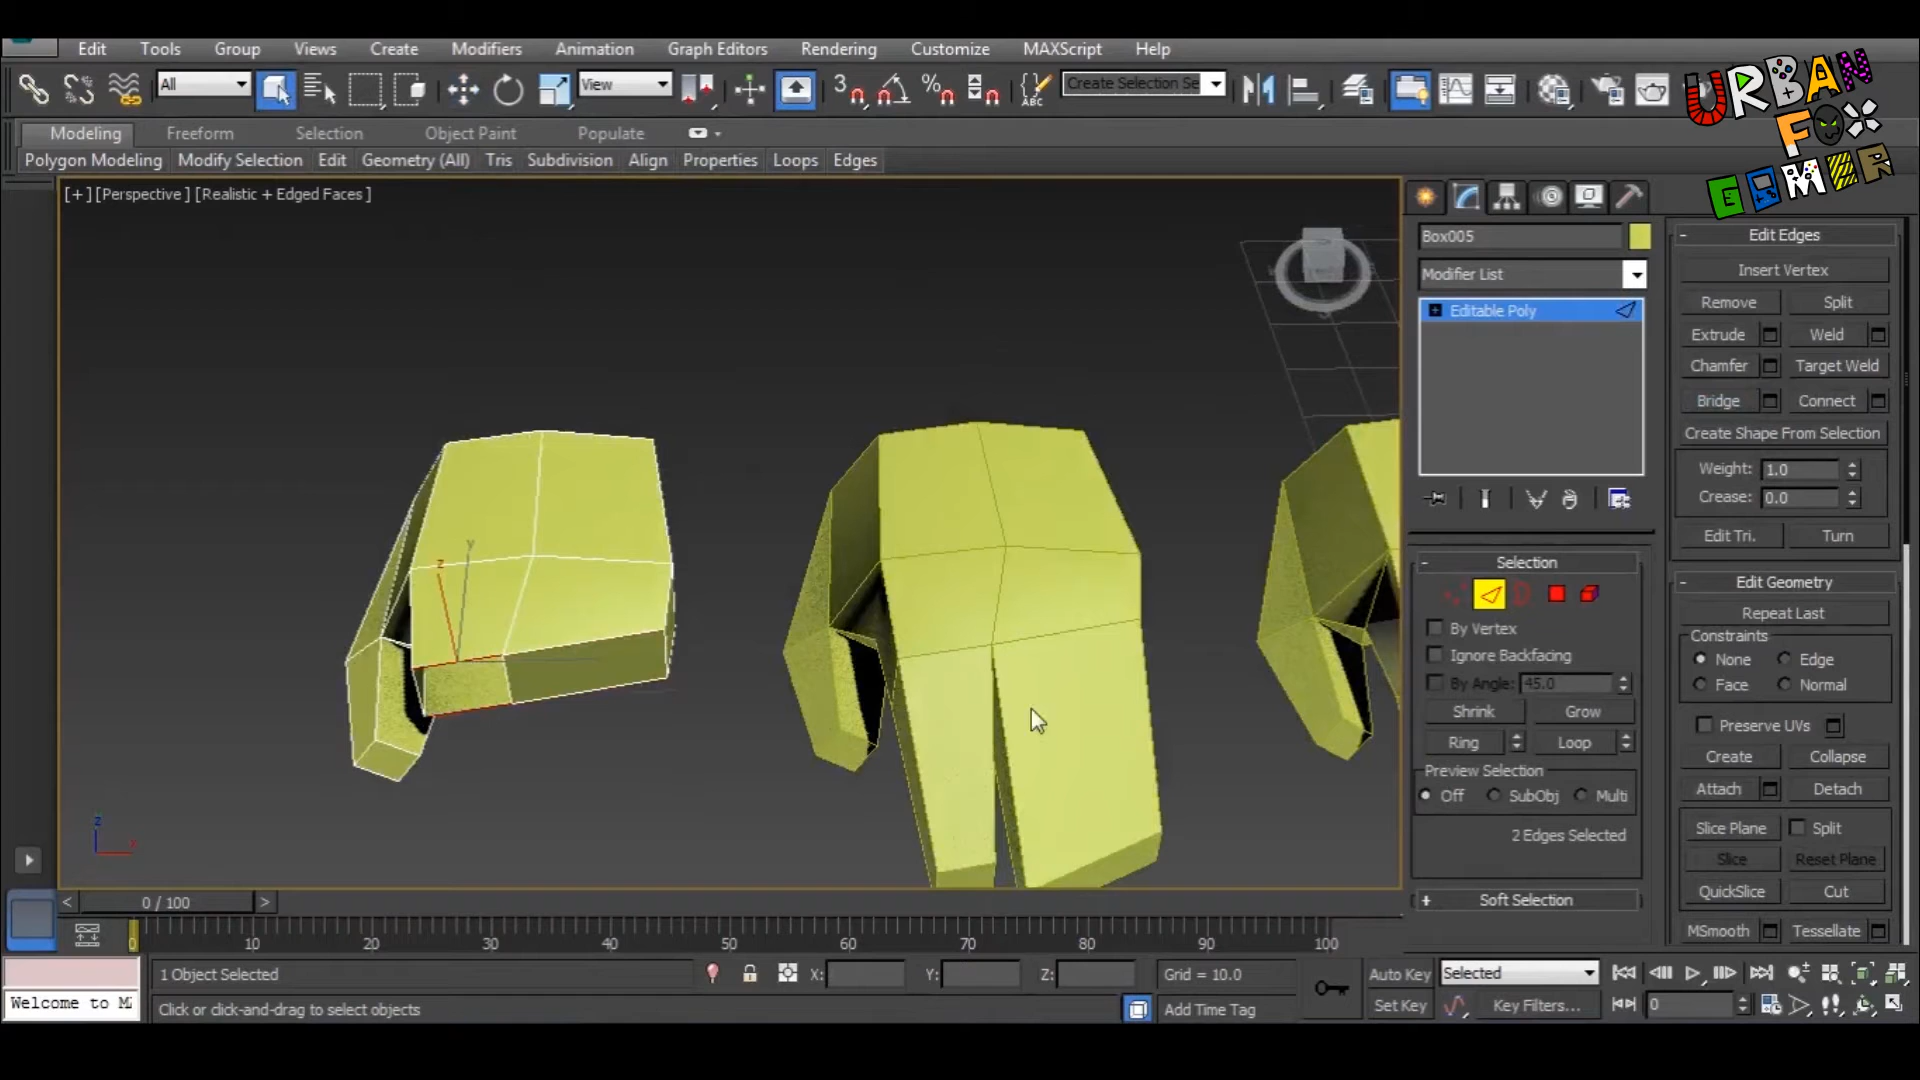 Edit Tools Group Views Create Modifiers Animation Graph Editors Rendering Customize MAXScript Help
All View 3 % ABC Create Selection Se
URBAN FOX GAMER
Modeling Freeform Selection Object Paint Populate
Polygon Modeling Modify Selection Edit Geometry (All) Tris Subdivision Align Properties Loops Edges
[+] [Perspective ] [Realistic + Edged Faces ]
Box005
Modifier List
Editable Poly
Selection
By Vertex
Ignore Backfacing
By Angle: 45.0
Shrink Grow
Ring Loop
Preview Selection
Off SubObj Multi
2 Edges Selected
+ Soft Selection
- Edit Edges
Insert Vertex
Remove Split
Extrude Weld
Chamfer Target Weld
Bridge Connect
Create Shape From Selection
Weight: 1.0
Crease: 0.0
Edit Tri. Turn
- Edit Geometry
Repeat Last
Constraints
None Edge
Face Normal
Preserve UVs
Create Collapse
Attach Detach
Slice Plane Split
Slice Reset Plane
QuickSlice Cut
MSmooth Tessellate
z y
z x
< 0 / 100 >
0 10 20 30 40 50 60 70 80 90 100
1 Object Selected X: Y: Z: Grid = 10.0 Auto Key Selected
Welcome to M Click or click-and-drag to select objects Add Time Tag Set Key Key Filters... 0